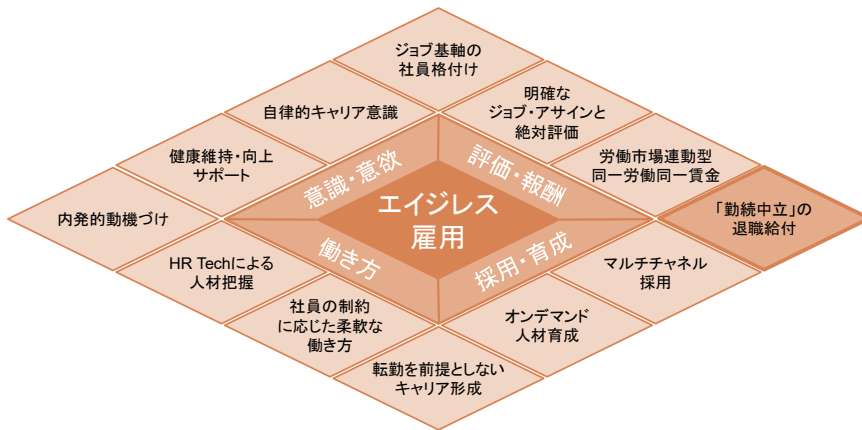 ジョブ基軸の
社員格付け
自律的キャリア意識
明確な
ジョブ・アサインと
絶対評価
健康維持・向上
サポート
意識・意欲
評価・報酬
労働市場連動型
同一労働同一賃金
内発的動機づけ
エイジレス
雇用
「勤続中立」の
退職給付
HR Techによる
人材把握
働き方
採用・育成
マルチチャネル
採用
社員の制約
に応じた柔軟な
働き方
オンデマンド
人材育成
転勤を前提としない
キャリア形成